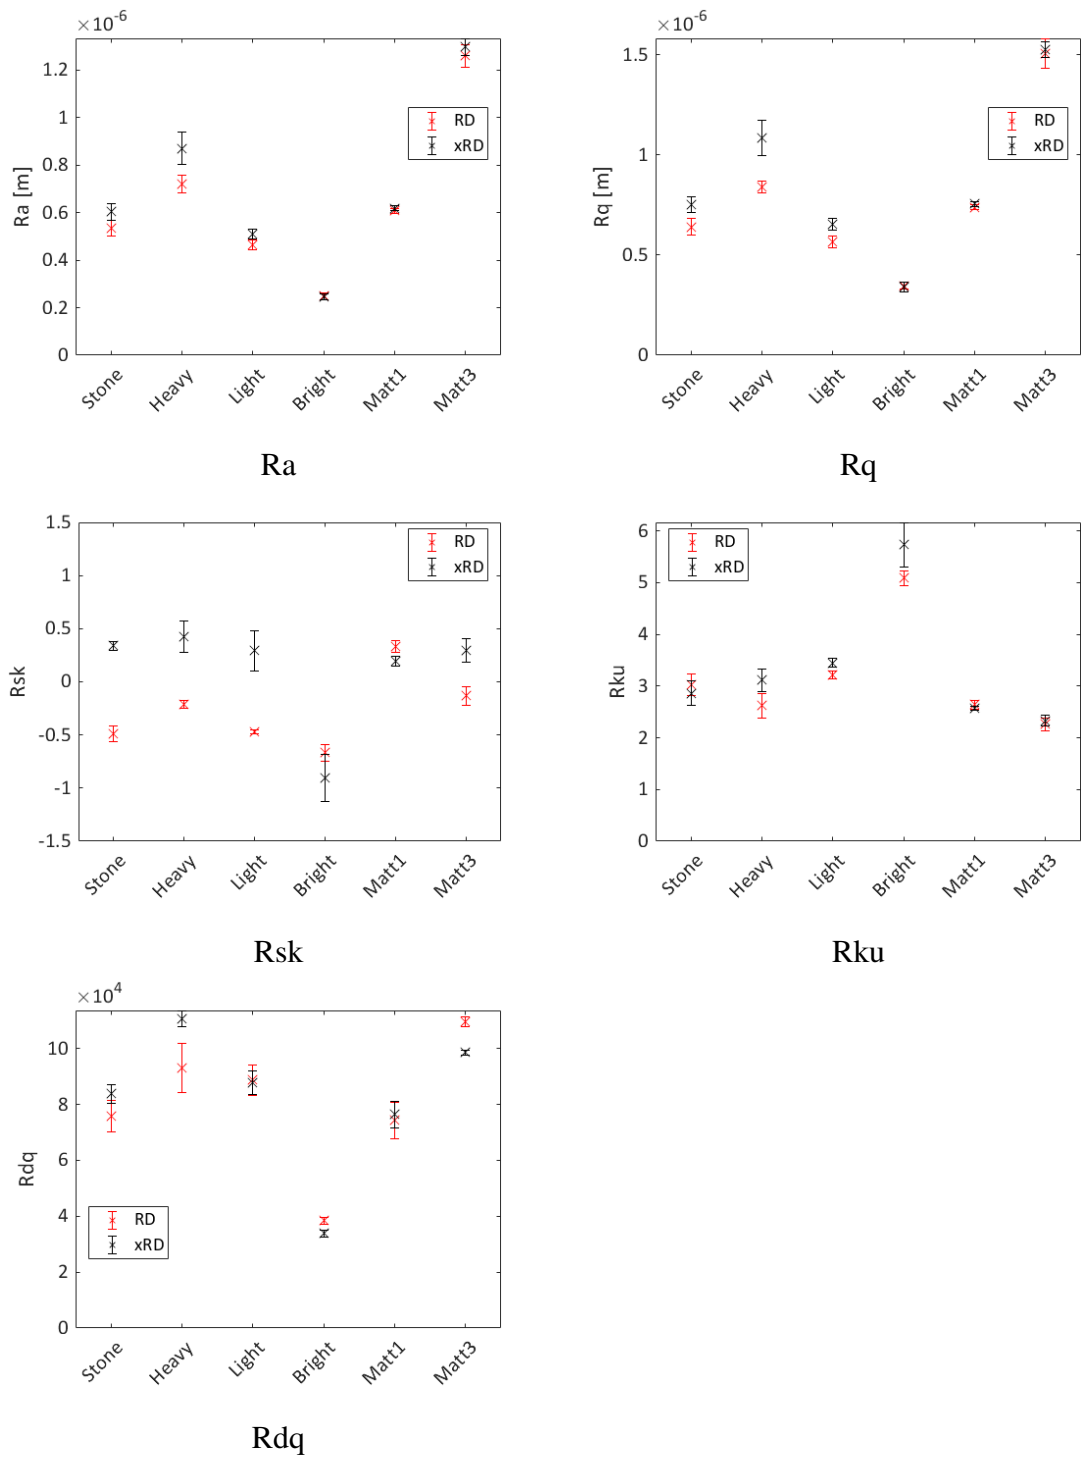 ×10^-6
Ra [m]
1.2
1
0.8
0.6
0.4
0.2
0
RD
xRD
Stone
Heavy
Light
Bright
Matt1
Matt3
Ra
×10^-6
Rq [m]
1.5
1
0.5
0
RD
xRD
Stone
Heavy
Light
Bright
Matt1
Matt3
Rq
Rsk
1.5
1
0.5
0
-0.5
-1
-1.5
RD
xRD
Stone
Heavy
Light
Bright
Matt1
Matt3
Rsk
Rku
6
5
4
3
2
1
0
RD
xRD
Stone
Heavy
Light
Bright
Matt1
Matt3
Rku
×10^4
Rdq
10
8
6
4
2
0
RD
xRD
Stone
Heavy
Light
Bright
Matt1
Matt3
Rdq